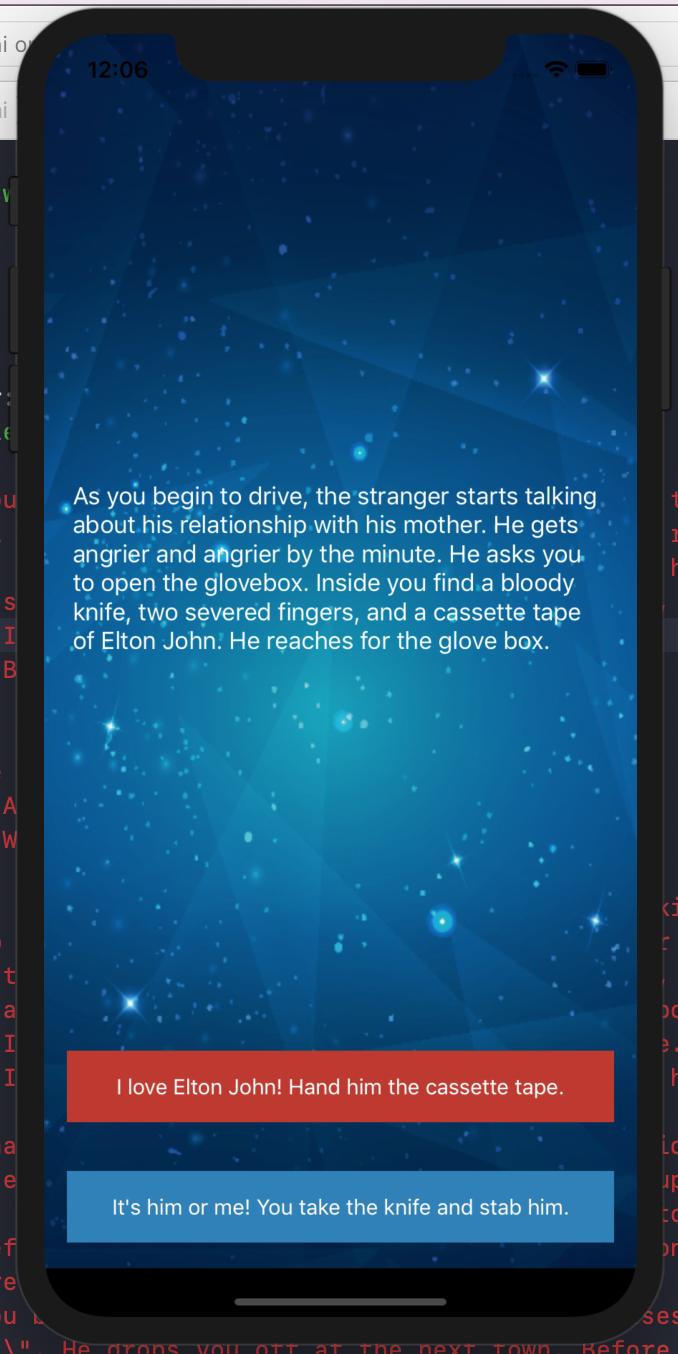 12:06
As you begin to drive, the stranger starts talking
about his relationship with his mother. He gets
angrier and angrier by the minute. He asks you
to open the glovebox. Inside you find a bloody
knife, two severed fingers, and a cassette tape
of Elton John. He reaches for the glove box.
I love Elton John! Hand him the cassette tape.
It's him or me! You take the knife and stab him.
He drops you off at the next town. Before